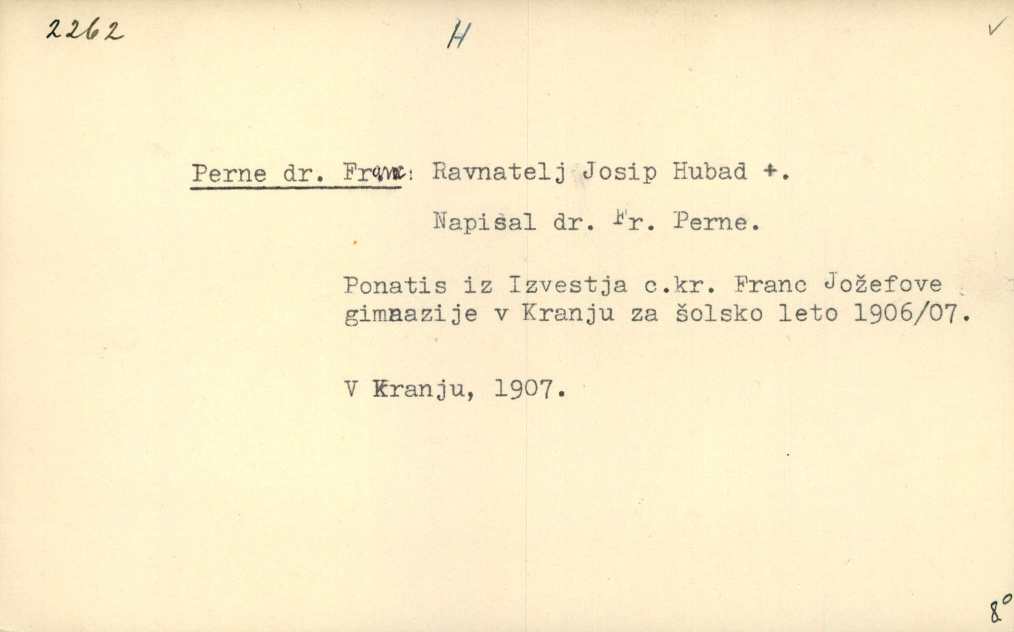 2262 H ✓
Perne dr. Franc: Ravnatelj Josip Hubad +.
Napisal dr. Fr. Perne.
Ponatis iz Izvestja c.kr. Franc Jožefove
gimnazije v Kranju za šolsko leto 1906/07.
V Kranju, 1907.
8°